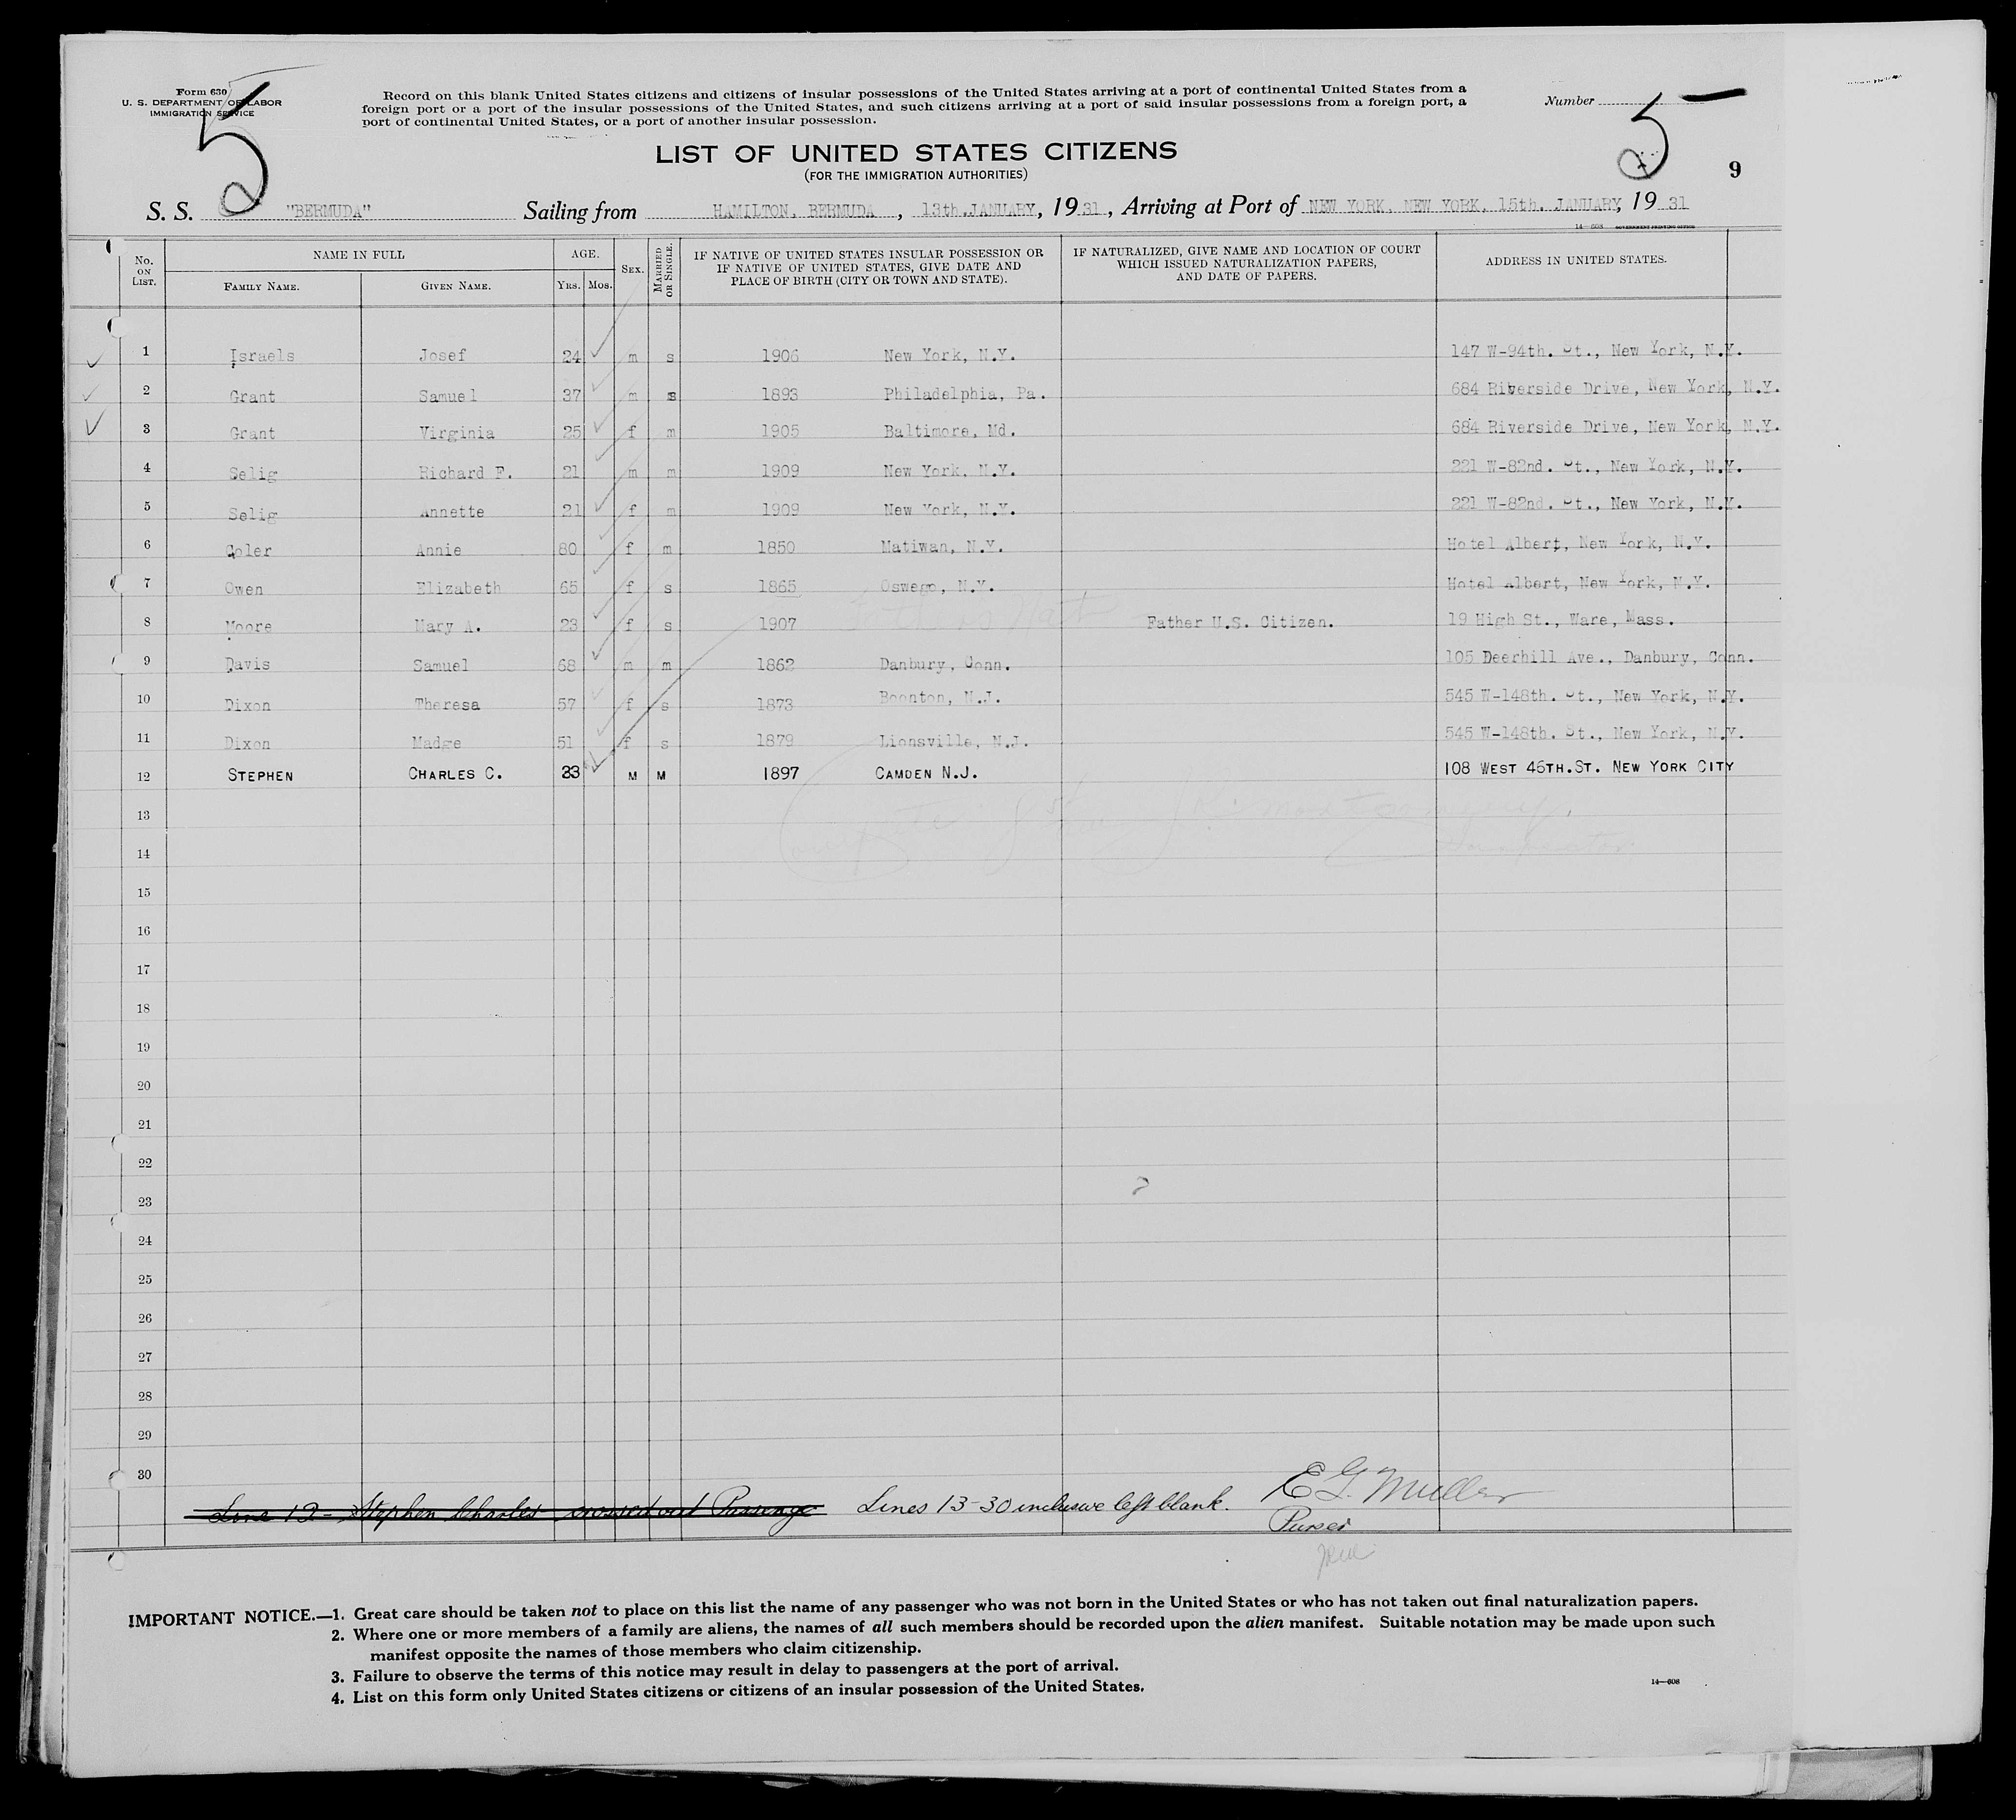 Form 630
U. S. DEPARTMENT OF LABOR
IMMIGRATION SERVICE
5
Record on this blank United States citizens and citizens of insular possessions of the United States arriving at a port of continental United States from a
foreign port or a port of the insular possessions of the United States, and such citizens arriving at a port of said insular possessions from a foreign port, a
port of continental United States, or a port of another insular possession.
Number
5
9
LIST OF UNITED STATES CITIZENS
(FOR THE IMMIGRATION AUTHORITIES)
S. S. "BERMUDA" Sailing from HAMILTON, BERMUDA, 13th.JANUARY, 1931, Arriving at Port of NEW YORK, NEW YORK, 15th. JANUARY, 1931
14—608 GOVERNMENT PRINTING OFFICE
No. ON LIST. NAME IN FULL AGE. SEX. MARRIED OR SINGLE. IF NATIVE OF UNITED STATES INSULAR POSSESSION OR IF NATIVE OF UNITED STATES, GIVE DATE AND PLACE OF BIRTH (CITY OR TOWN AND STATE). IF NATURALIZED, GIVE NAME AND LOCATION OF COURT WHICH ISSUED NATURALIZATION PAPERS, AND DATE OF PAPERS. ADDRESS IN UNITED STATES.
FAMILY NAME. GIVEN NAME. YRS. MOS.
1 Israels Josef 24 m s 1906 New York, N.Y. 147 W-94th. St., New York, N.Y.
2 Grant Samuel 37 m s 1893 Philadelphia, Pa. 684 Riverside Drive, New York, N.Y.
3 Grant Virginia 25 f m 1905 Baltimore, Md. 684 Riverside Drive, New York, N.Y.
4 Selig Richard F. 21 m m 1909 New York, N.Y. 221 W-82nd. St., New York, N.Y.
5 Selig Annette 21 f m 1909 New York, N.Y. 221 W-82nd. St., New York, N.Y.
6 Coler Annie 80 f m 1850 Matiwan, N.Y. Hotel Albert, New York, N.Y.
7 Owen Elizabeth 65 f s 1865 Oswego, N.Y. Hotel Albert, New York, N.Y.
8 Moore Mary A. 23 f s 1907 Father U.S. Citizen. 19 High St., Ware, Mass.
9 Davis Samuel 68 m m 1862 Danbury, Conn. 105 Deerhill Ave., Danbury, Conn.
10 Dixon Theresa 57 f s 1873 Boonton, N.J. 545 W-148th. St., New York, N.Y.
11 Dixon Madge 51 f s 1879 Lionsville, N.J. 545 W-148th. St., New York, N.Y.
12 STEPHEN CHARLES C. 33 M M 1897 CAMDEN N.J. 108 WEST 46TH.ST. NEW YORK CITY
13
14
15
16
17
18
19
20
21
22
23
24
25
26
27
28
29
30
Line 12 - Stephen Charles crossed out Passenge
Lines 13-30 inclusive left blank.
E G Muller
Purser
IMPORTANT NOTICE.—1. Great care should be taken not to place on this list the name of any passenger who was not born in the United States or who has not taken out final naturalization papers.
2. Where one or more members of a family are aliens, the names of all such members should be recorded upon the alien manifest. Suitable notation may be made upon such
manifest opposite the names of those members who claim citizenship.
3. Failure to observe the terms of this notice may result in delay to passengers at the port of arrival.
4. List on this form only United States citizens or citizens of an insular possession of the United States.
14—608